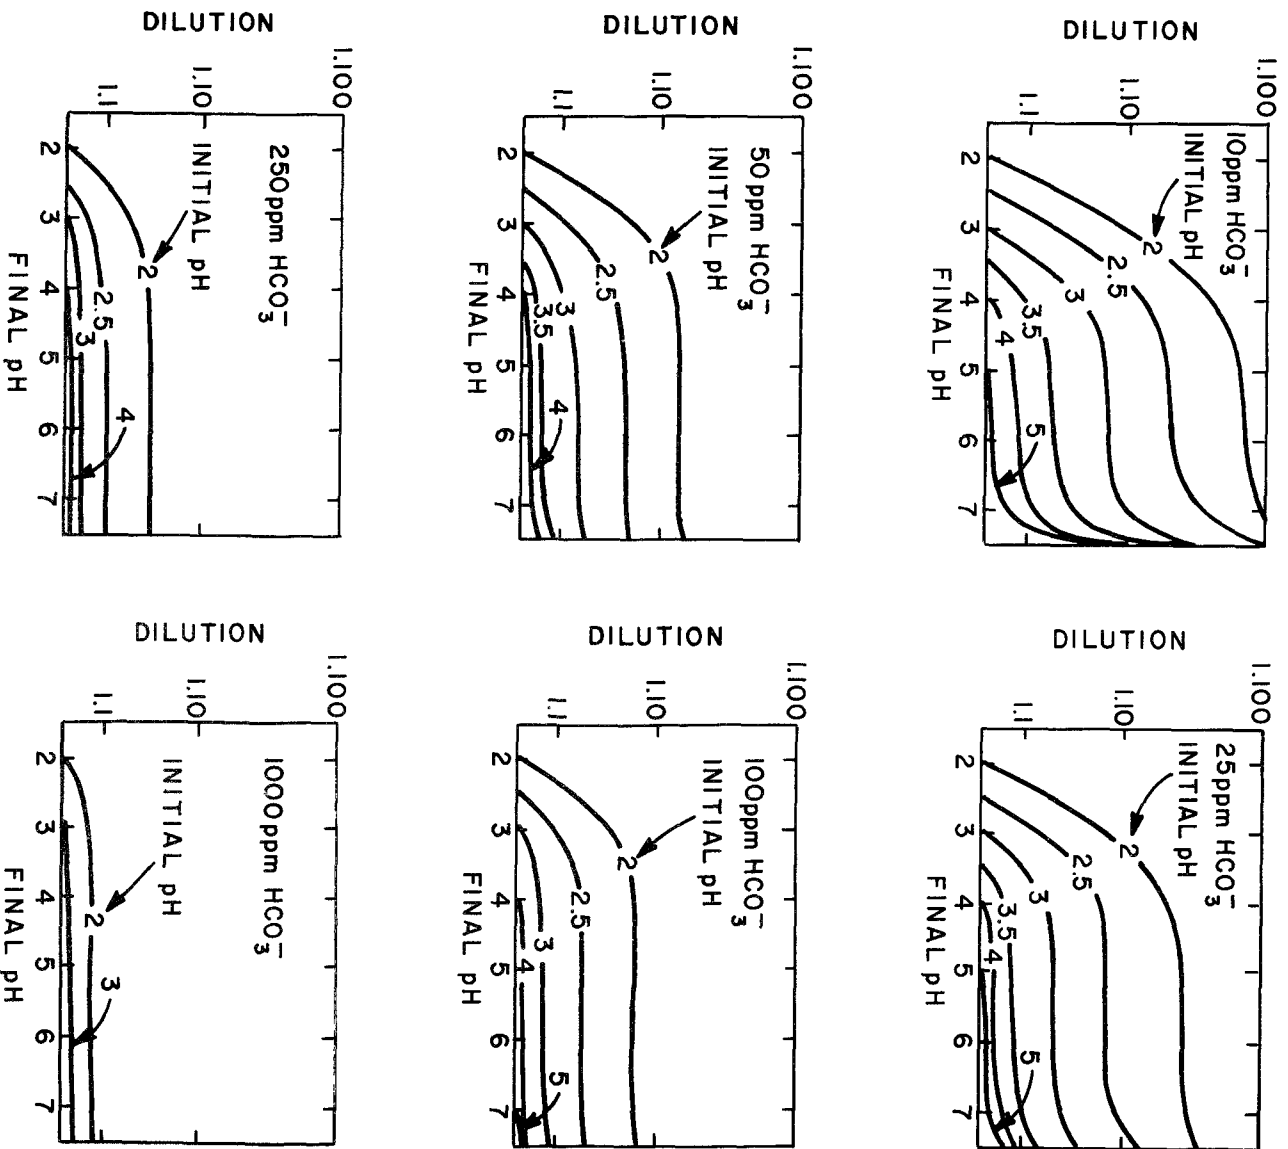 DILUTION
1.100
1.10
1.1
10ppm HCO₃⁻
INITIAL pH
2
2.5
3
3.5
4
5
2 3 4 5 6 7
FINAL pH
DILUTION
1.100
1.10
1.1
25ppm HCO₃⁻
INITIAL pH
2
2.5
3
3.5
4
5
2 3 4 5 6 7
FINAL pH
DILUTION
1.100
1.10
1.1
50ppm HCO₃⁻
INITIAL pH
2
2.5
3
3.5
4
2 3 4 5 6 7
FINAL pH
DILUTION
1.100
1.10
1.1
100ppm HCO₃⁻
INITIAL pH
2
2.5
3
4
5
2 3 4 5 6 7
FINAL pH
DILUTION
1.100
1.10
1.1
250ppm HCO₃⁻
INITIAL pH
2
2.5
3
4
2 3 4 5 6 7
FINAL pH
DILUTION
1.100
1.10
1.1
1000ppm HCO₃⁻
INITIAL pH
2
3
2 3 4 5 6 7
FINAL pH